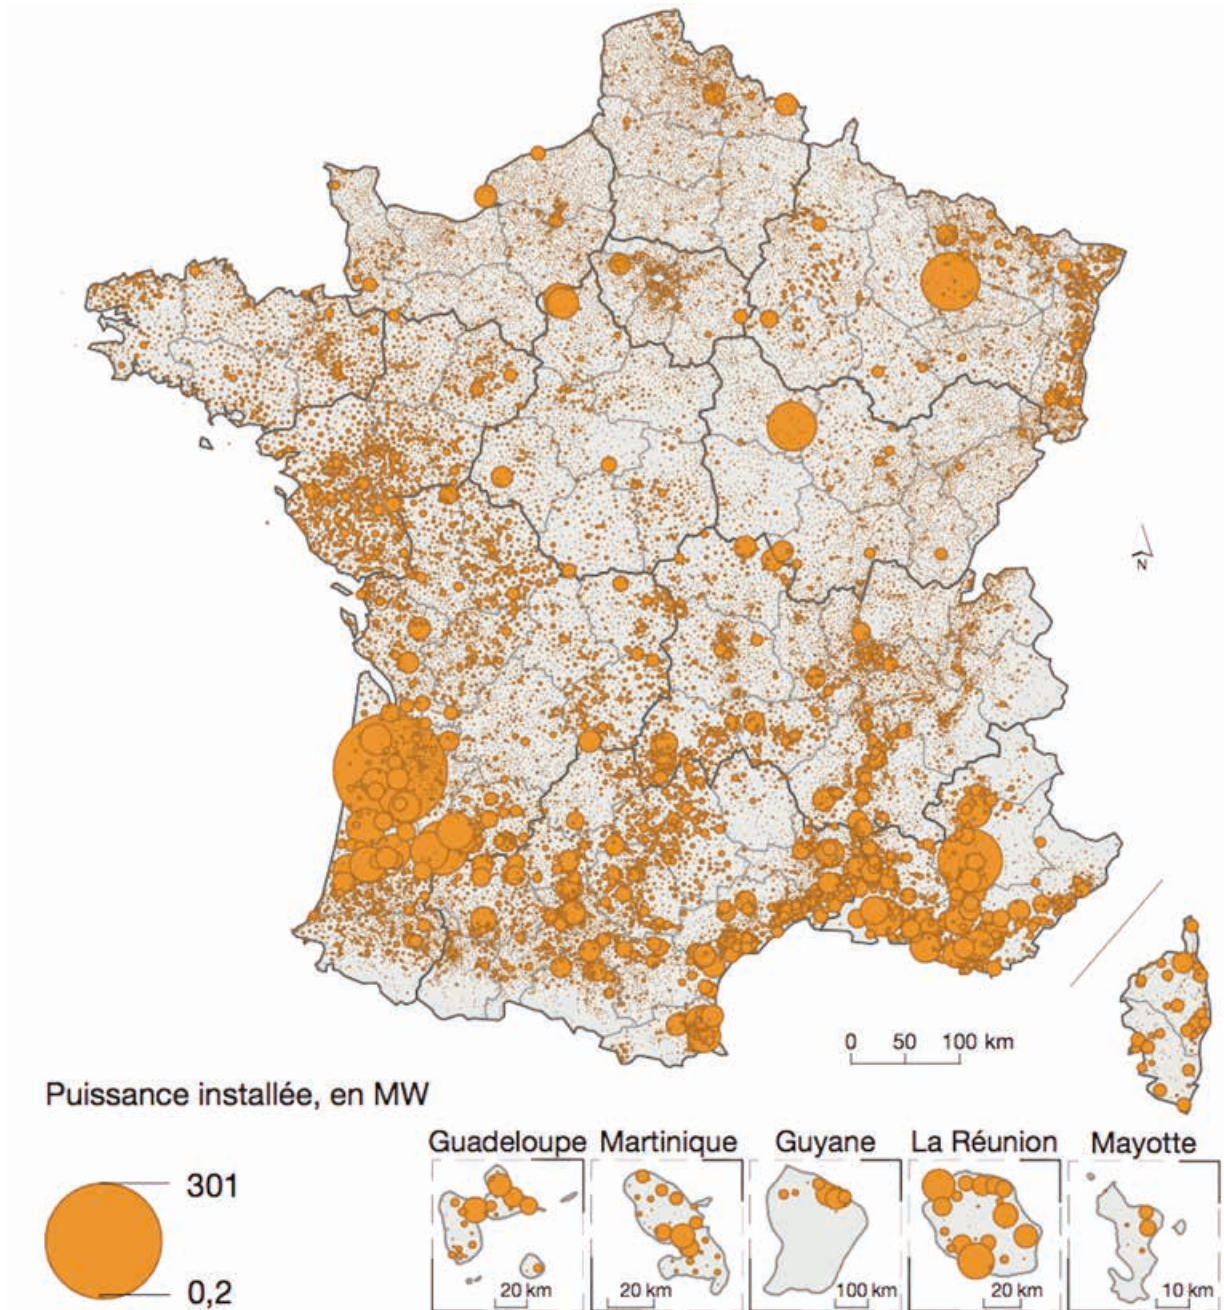 N
0 50 100 km
Puissance installée, en MW
301
0,2
Guadeloupe Martinique Guyane La Réunion Mayotte
20 km 20 km 100 km 20 km 10 km